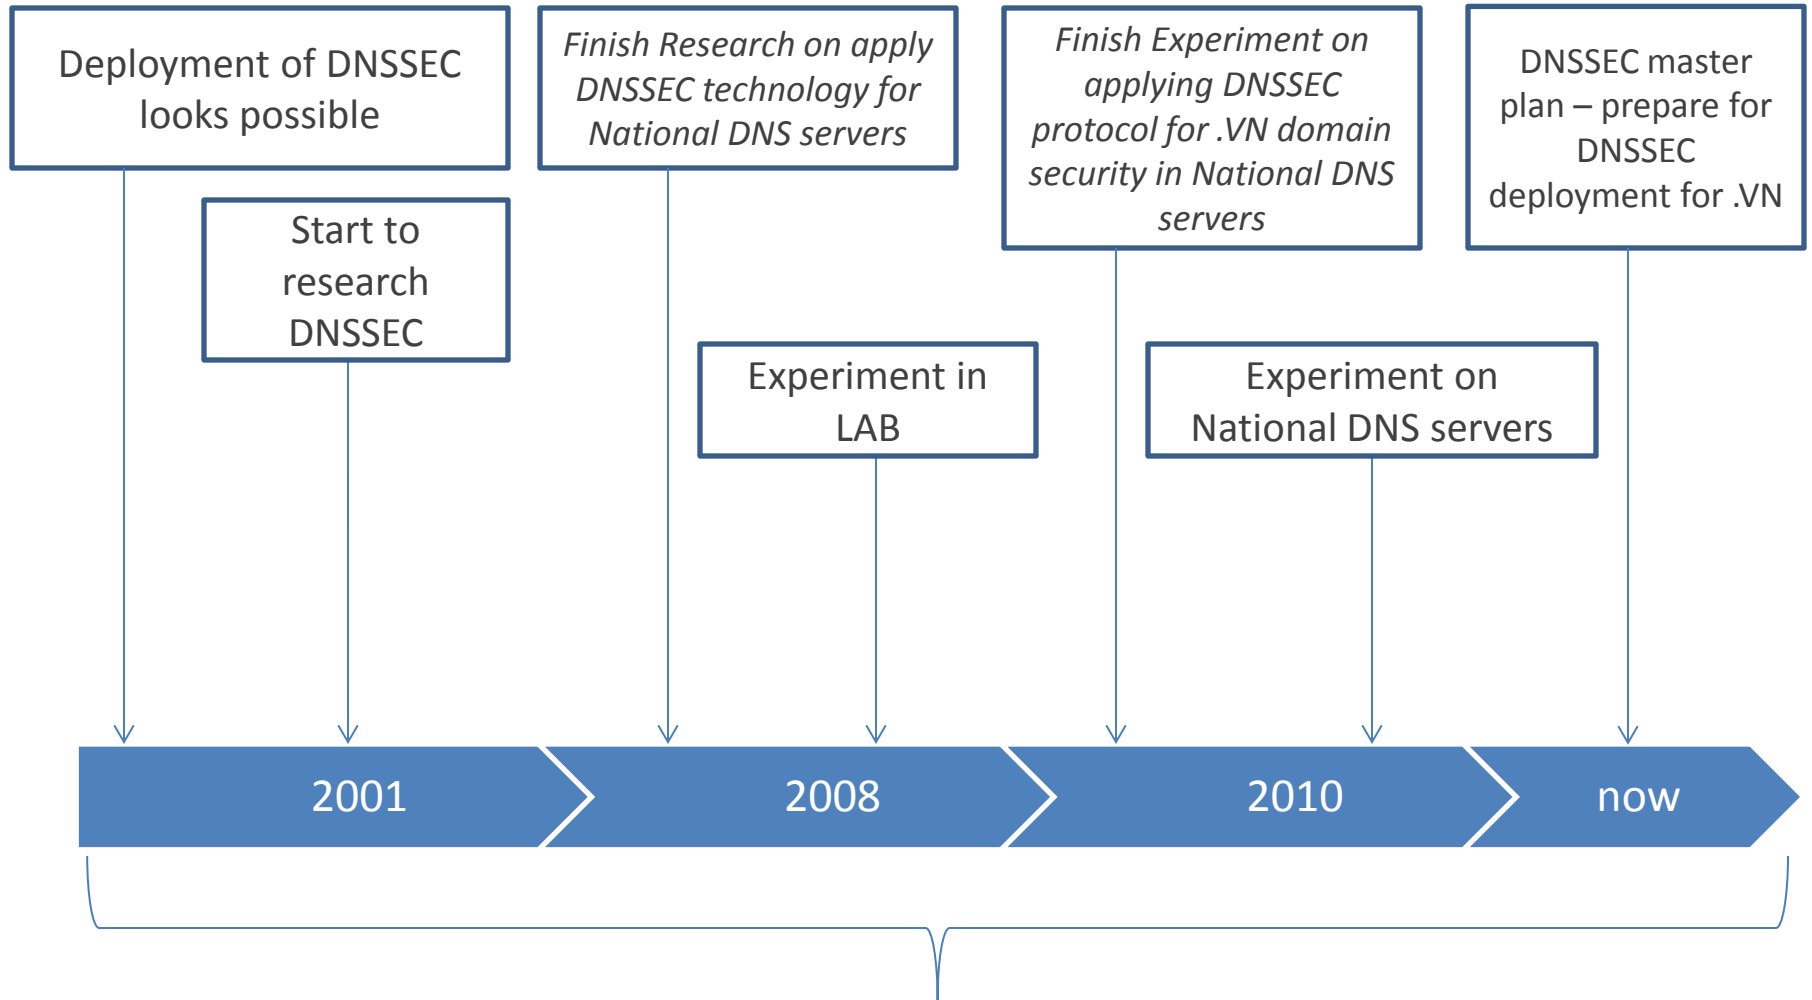 Deployment of DNSSEC
looks possible
Start to
research
DNSSEC
Finish Research on apply
DNSSEC technology for
National DNS servers
Experiment in
LAB
Finish Experiment on
applying DNSSEC
protocol for .VN domain
security in National DNS
servers
Experiment on
National DNS servers
DNSSEC master
plan – prepare for
DNSSEC
deployment for .VN
2001
2008
2010
now